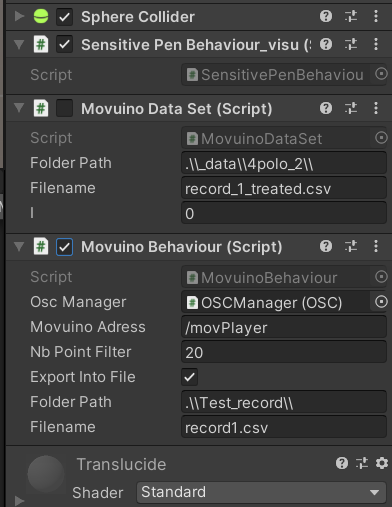 Sphere Collider
Sensitive Pen Behaviour_visu (S
Script SensitivePenBehaviou
Movuino Data Set (Script)
Script MovuinoDataSet
Folder Path .\\_data\\4polo_2\\
Filename record_1_treated.csv
I 0
Movuino Behaviour (Script)
Script MovuinoBehaviour
Osc Manager OSCManager (OSC)
Movuino Adress /movPlayer
Nb Point Filter 20
Export Into File
Folder Path .\\Test_record\\
Filename record1.csv
Translucide
Shader Standard